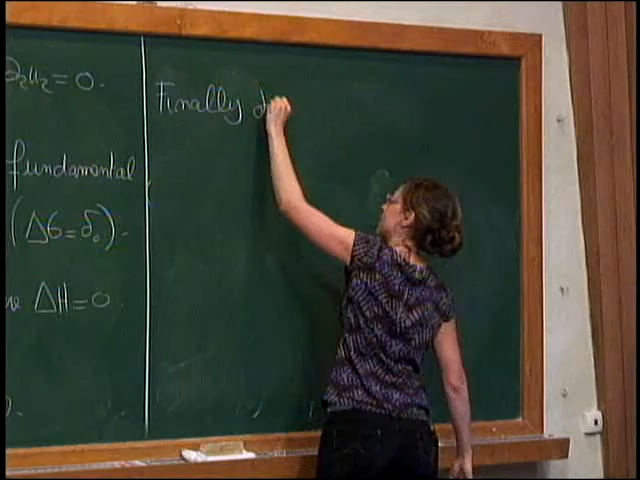 ∂₂u₂ = 0.
fundamental
(ΔG = δ₀).
ΔH = 0
Finally